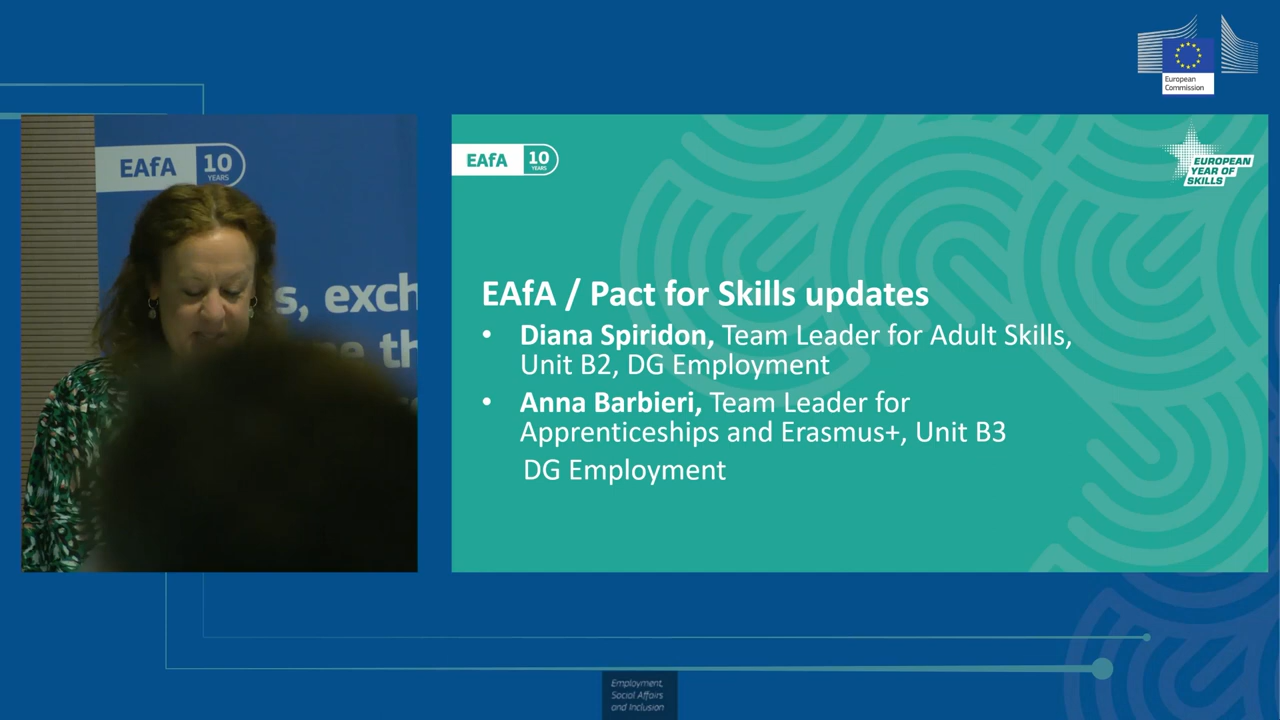 European
Commission
EAfA 10
YEARS
s, exch
th
EAfA 10
YEARS
EUROPEAN
YEAR OF
SKILLS
EAfA / Pact for Skills updates
• Diana Spiridon, Team Leader for Adult Skills,
Unit B2, DG Employment
• Anna Barbieri, Team Leader for
Apprenticeships and Erasmus+, Unit B3
DG Employment
Employment,
Social Affairs
and Inclusion